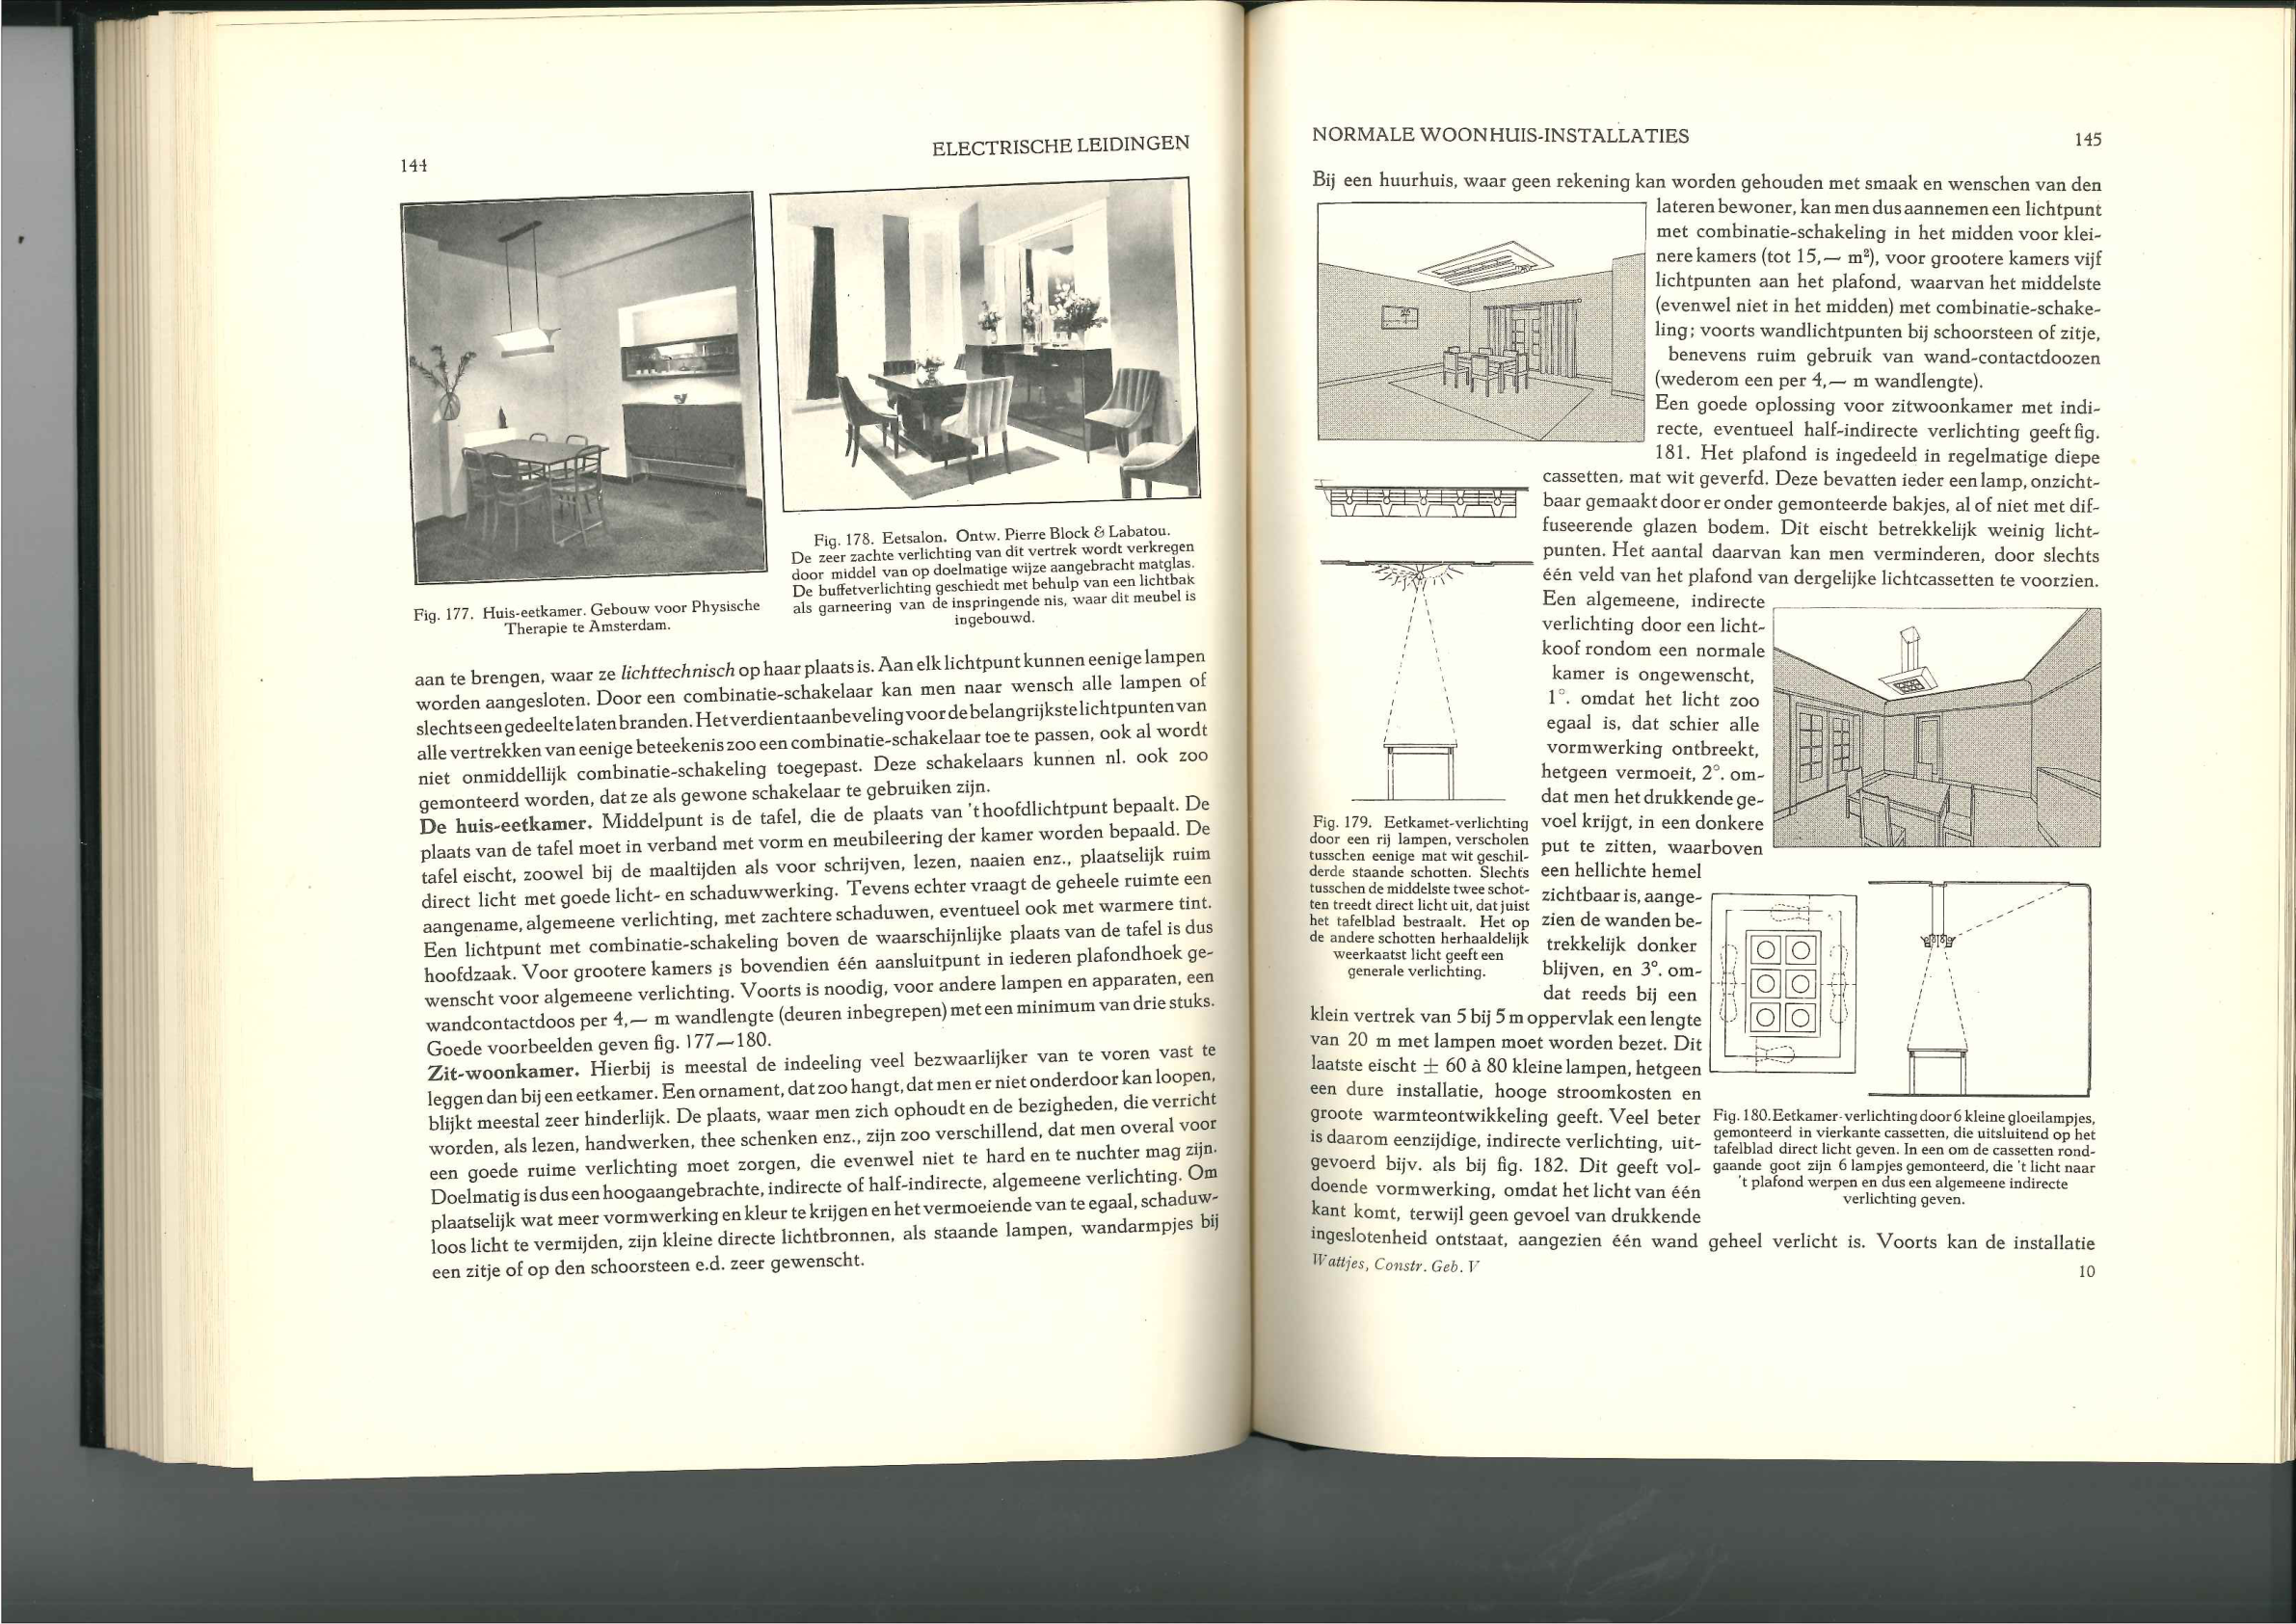 144
ELECTRISCHE LEIDINGEN
Fig. 177. Huis-eetkamer. Gebouw voor Physische
Therapie te Amsterdam.
Fig. 178. Eetsalon. Ontw. Pierre Block & Labatou.
De zeer zachte verlichting van dit vertrek wordt verkregen
door middel van op doelmatige wijze aangebracht matglas.
De buffetverlichting geschiedt met behulp van een lichtbak
als garneering van de inspringende nis, waar dit meubel is
ingebouwd.
aan te brengen, waar ze lichttechnisch op haar plaats is. Aan elk lichtpunt kunnen eenige lampen
worden aangesloten. Door een combinatie-schakelaar kan men naar wensch alle lampen of
slechts een gedeelte laten branden. Het verdient aanbeveling voor de belangrijkste lichtpunten van
alle vertrekken van eenige beteekenis zoo een combinatie-schakelaar toe te passen, ook al wordt
niet onmiddellijk combinatie-schakeling toegepast. Deze schakelaars kunnen nl. ook zoo
gemonteerd worden, dat ze als gewone schakelaar te gebruiken zijn.
De huis-eetkamer. Middelpunt is de tafel, die de plaats van 't hoofdlichtpunt bepaalt. De
plaats van de tafel moet in verband met vorm en meubileering der kamer worden bepaald. De
tafel eischt, zoowel bij de maaltijden als voor schrijven, lezen, naaien enz., plaatselijk ruim
direct licht met goede licht- en schaduwwerking. Tevens echter vraagt de geheele ruimte een
aangename, algemeene verlichting, met zachtere schaduwen, eventueel ook met warmere tint.
Een lichtpunt met combinatie-schakeling boven de waarschijnlijke plaats van de tafel is dus
hoofdzaak. Voor grootere kamers is bovendien één aansluitpunt in iederen plafondhoek ge-
wenscht voor algemeene verlichting. Voorts is noodig, voor andere lampen en apparaten, een
wandcontactdoos per 4,— m wandlengte (deuren inbegrepen) met een minimum van drie stuks.
Goede voorbeelden geven fig. 177—180.
Zit-woonkamer. Hierbij is meestal de indeeling veel bezwaarlijker van te voren vast te
leggen dan bij een eetkamer. Een ornament, dat zoo hangt, dat men er niet onderdoor kan loopen,
blijkt meestal zeer hinderlijk. De plaats, waar men zich ophoudt en de bezigheden, die verricht
worden, als lezen, handwerken, thee schenken enz., zijn zoo verschillend, dat men overal voor
een goede ruime verlichting moet zorgen, die evenwel niet te hard en te nuchter mag zijn.
Doelmatig is dus een hoogaangebrachte, indirecte of half-indirecte, algemeene verlichting. Om
plaatselijk wat meer vormwerking en kleur te krijgen en het vermoeiende van te egaal, schaduw-
loos licht te vermijden, zijn kleine directe lichtbronnen, als staande lampen, wandarmpjes bij
een zitje of op den schoorsteen e.d. zeer gewenscht.
NORMALE WOONHUIS-INSTALLATIES
145
Bij een huurhuis, waar geen rekening kan worden gehouden met smaak en wenschen van den
lateren bewoner, kan men dus aannemen een lichtpunt
met combinatie-schakeling in het midden voor klei-
nere kamers (tot 15,— m²), voor grootere kamers vijf
lichtpunten aan het plafond, waarvan het middelste
(evenwel niet in het midden) met combinatie-schake-
ling; voorts wandlichtpunten bij schoorsteen of zitje,
benevens ruim gebruik van wand-contactdoozen
(wederom een per 4,— m wandlengte).
Een goede oplossing voor zitwoonkamer met indi-
recte, eventueel half-indirecte verlichting geeft fig.
181. Het plafond is ingedeeld in regelmatige diepe
cassetten, mat wit geverfd. Deze bevatten ieder een lamp, onzicht-
baar gemaakt door er onder gemonteerde bakjes, al of niet met dif-
fuseerende glazen bodem. Dit eischt betrekkelijk weinig licht-
punten. Het aantal daarvan kan men verminderen, door slechts
één veld van het plafond van dergelijke lichtcassetten te voorzien.
Een algemeene, indirecte
verlichting door een licht-
koof rondom een normale
kamer is ongewenscht,
1°. omdat het licht zoo
egaal is, dat schier alle
vormwerking ontbreekt,
hetgeen vermoeit, 2°. om-
dat men het drukkende ge-
voel krijgt, in een donkere
put te zitten, waarboven
een hellichte hemel
zichtbaar is, aange-
zien de wanden be-
trekkelijk donker
blijven, en 3°. om-
dat reeds bij een
klein vertrek van 5 bij 5 m oppervlak een lengte
van 20 m met lampen moet worden bezet. Dit
laatste eischt ± 60 à 80 kleine lampen, hetgeen
een dure installatie, hooge stroomkosten en
groote warmteontwikkeling geeft. Veel beter
is daarom eenzijdige, indirecte verlichting, uit-
gevoerd bijv. als bij fig. 182. Dit geeft vol-
doende vormwerking, omdat het licht van één
kant komt, terwijl geen gevoel van drukkende
ingeslotenheid ontstaat, aangezien één wand geheel verlicht is. Voorts kan de installatie
Fig. 179. Eetkamet-verlichting
door een rij lampen, verscholen
tusschen eenige mat wit geschil-
derde staande schotten. Slechts
tusschen de middelste twee schot-
ten treedt direct licht uit, dat juist
het tafelblad bestraalt. Het op
de andere schotten herhaaldelijk
weerkaatst licht geeft een
generale verlichting.
Fig. 180. Eetkamer-verlichting door 6 kleine gloeilampjes,
gemonteerd in vierkante cassetten, die uitsluitend op het
tafelblad direct licht geven. In een om de cassetten rond-
gaande goot zijn 6 lampjes gemonteerd, die 't licht naar
't plafond werpen en dus een algemeene indirecte
verlichting geven.
Wattjes, Constr. Geb. V
10